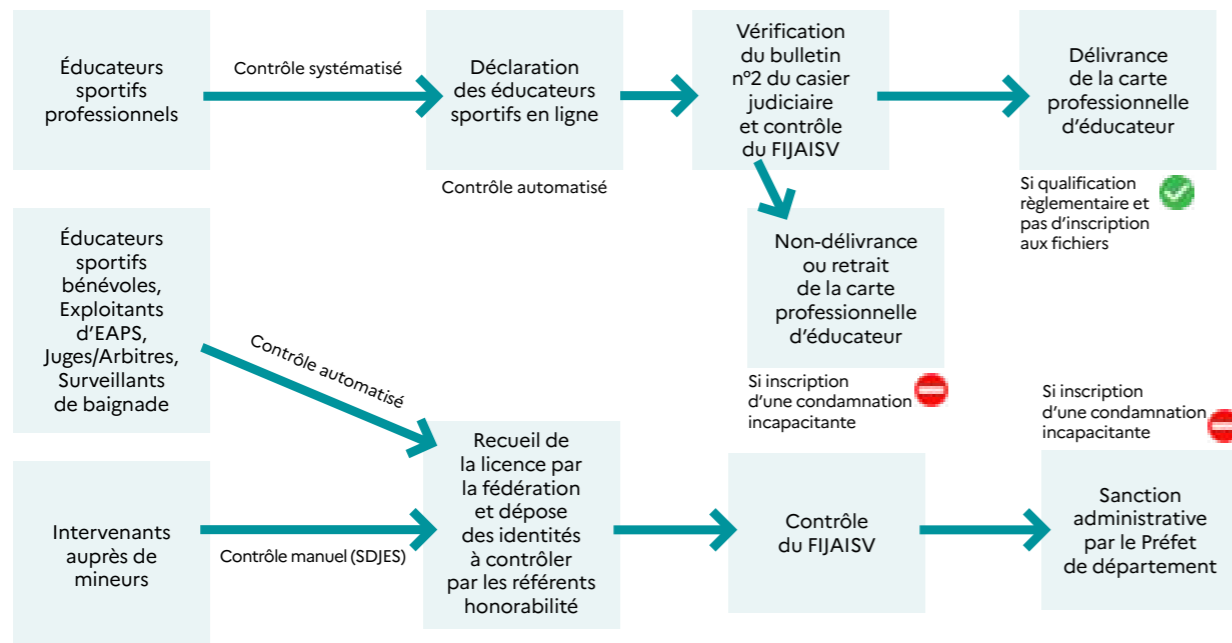 Éducateurs
sportifs
professionnels
Contrôle systématisé
Déclaration
des éducateurs
sportifs en ligne
Contrôle automatisé
Vérification
du bulletin
n°2 du casier
judiciaire
et contrôle
du FIJAISV
Délivrance
de la carte
professionnelle
d'éducateur
Si qualification
règlementaire et
pas d'inscription
aux fichiers
Non-délivrance
ou retrait
de la carte
professionnelle
d'éducateur
Si inscription
d'une condamnation
incapacitante
Éducateurs
sportifs
bénévoles,
Exploitants
d'EAPS,
Juges/Arbitres,
Surveillants
de baignade
Contrôle automatisé
Intervenants
auprès de
mineurs
Contrôle manuel (SDJES)
Recueil de
la licence par
la fédération
et dépose
des identités
à contrôler
par les référents
honorabilité
Contrôle
du FIJAISV
Si inscription
d'une condamnation
incapacitante
Sanction
administrative
par le Préfet
de département